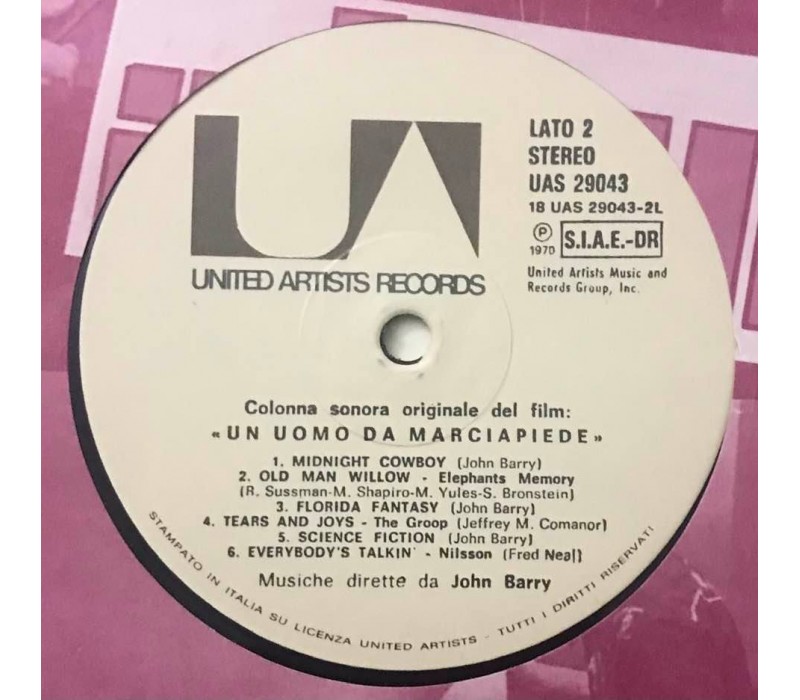 UA
UNITED ARTISTS RECORDS
LATO 2
STEREO
UAS 29043
18 UAS 29043-2L
Ⓟ 1970 S.I.A.E.-DR
United Artists Music and
Records Group, Inc.
Colonna sonora originale del film:
«UN UOMO DA MARCIAPIEDE»
1. MIDNIGHT COWBOY (John Barry)
2. OLD MAN WILLOW - Elephants Memory
(R. Sussman-M. Shapiro-M. Yules-S. Bronstein)
3. FLORIDA FANTASY (John Barry)
4. TEARS AND JOYS - The Groop (Jeffrey M. Comanor)
5. SCIENCE FICTION (John Barry)
6. EVERYBODY'S TALKIN' - Nilsson (Fred Neal)
Musiche dirette da John Barry
STAMPATO IN ITALIA SU LICENZA UNITED ARTISTS - TUTTI I DIRITTI RISERVATI